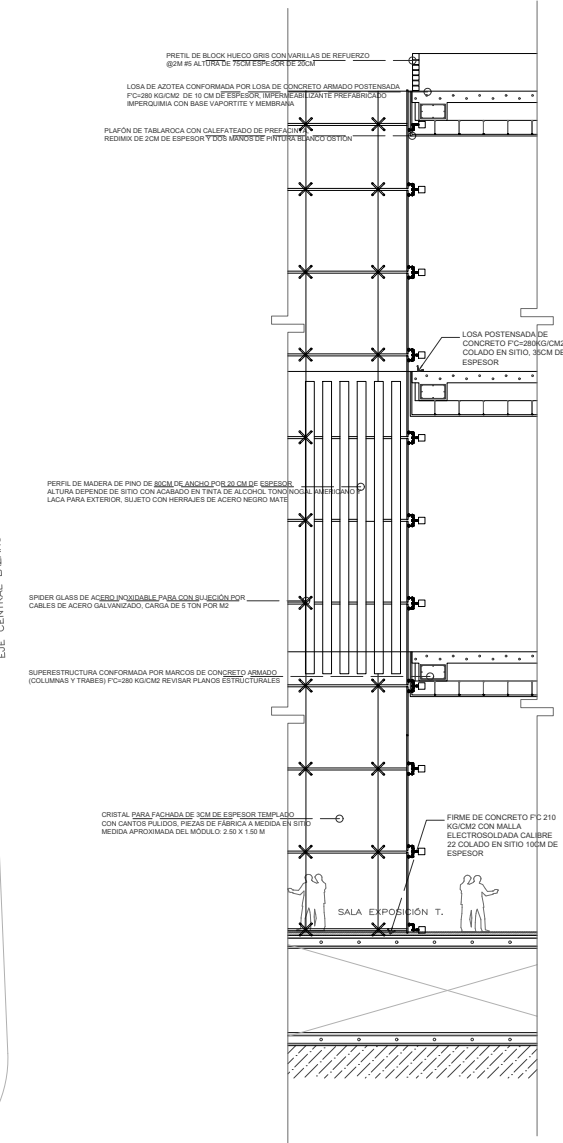 PRETIL DE BLOCK HUECO GRIS CON VARILLAS DE REFUERZO
@2M #5 ALTURA DE 75CM ESPESOR DE 20CM
LOSA DE AZOTEA CONFORMADA POR LOSA DE CONCRETO ARMADO POSTENSADA
F'C=280 KG/CM2 DE 10 CM DE ESPESOR, IMPERMEABILIZANTE PREFABRICADO
IMPERQUIMIA CON BASE VAPORTITE Y MEMBRANA
PLAFÓN DE TABLAROCA CON CALEFATEADO DE PREFACINTA
REDIMIX DE 2CM DE ESPESOR Y DOS MANOS DE PINTURA BLANCO OSTIÓN
LOSA POSTENSADA DE
CONCRETO F'C=280KG/CM2
COLADO EN SITIO, 35CM DE
ESPESOR
PERFIL DE MADERA DE PINO DE 80CM DE ANCHO POR 20 CM DE ESPESOR
ALTURA DEPENDE DE SITIO CON ACABADO EN TINTA DE ALCOHOL TONO NOGAL AMERICANO Y
LACA PARA EXTERIOR, SUJETO CON HERRAJES DE ACERO NEGRO MATE
EJE CENTRAL
SPIDER GLASS DE ACERO INOXIDABLE PARA CON SUJECIÓN POR
CABLES DE ACERO GALVANIZADO, CARGA DE 5 TON POR M2
SUPERESTRUCTURA CONFORMADA POR MARCOS DE CONCRETO ARMADO
(COLUMNAS Y TRABES) F'C=280 KG/CM2 REVISAR PLANOS ESTRUCTURALES
CRISTAL PARA FACHADA DE 3CM DE ESPESOR TEMPLADO
CON CANTOS PULIDOS, PIEZAS DE FÁBRICA A MEDIDA EN SITIO
MEDIDA APROXIMADA DEL MÓDULO: 2.50 X 1.50 M
FIRME DE CONCRETO F'C 210
KG/CM2 CON MALLA
ELECTROSOLDADA CALIBRE
22 COLADO EN SITIO 10CM DE
ESPESOR
SALA EXPOSICIÓN T.